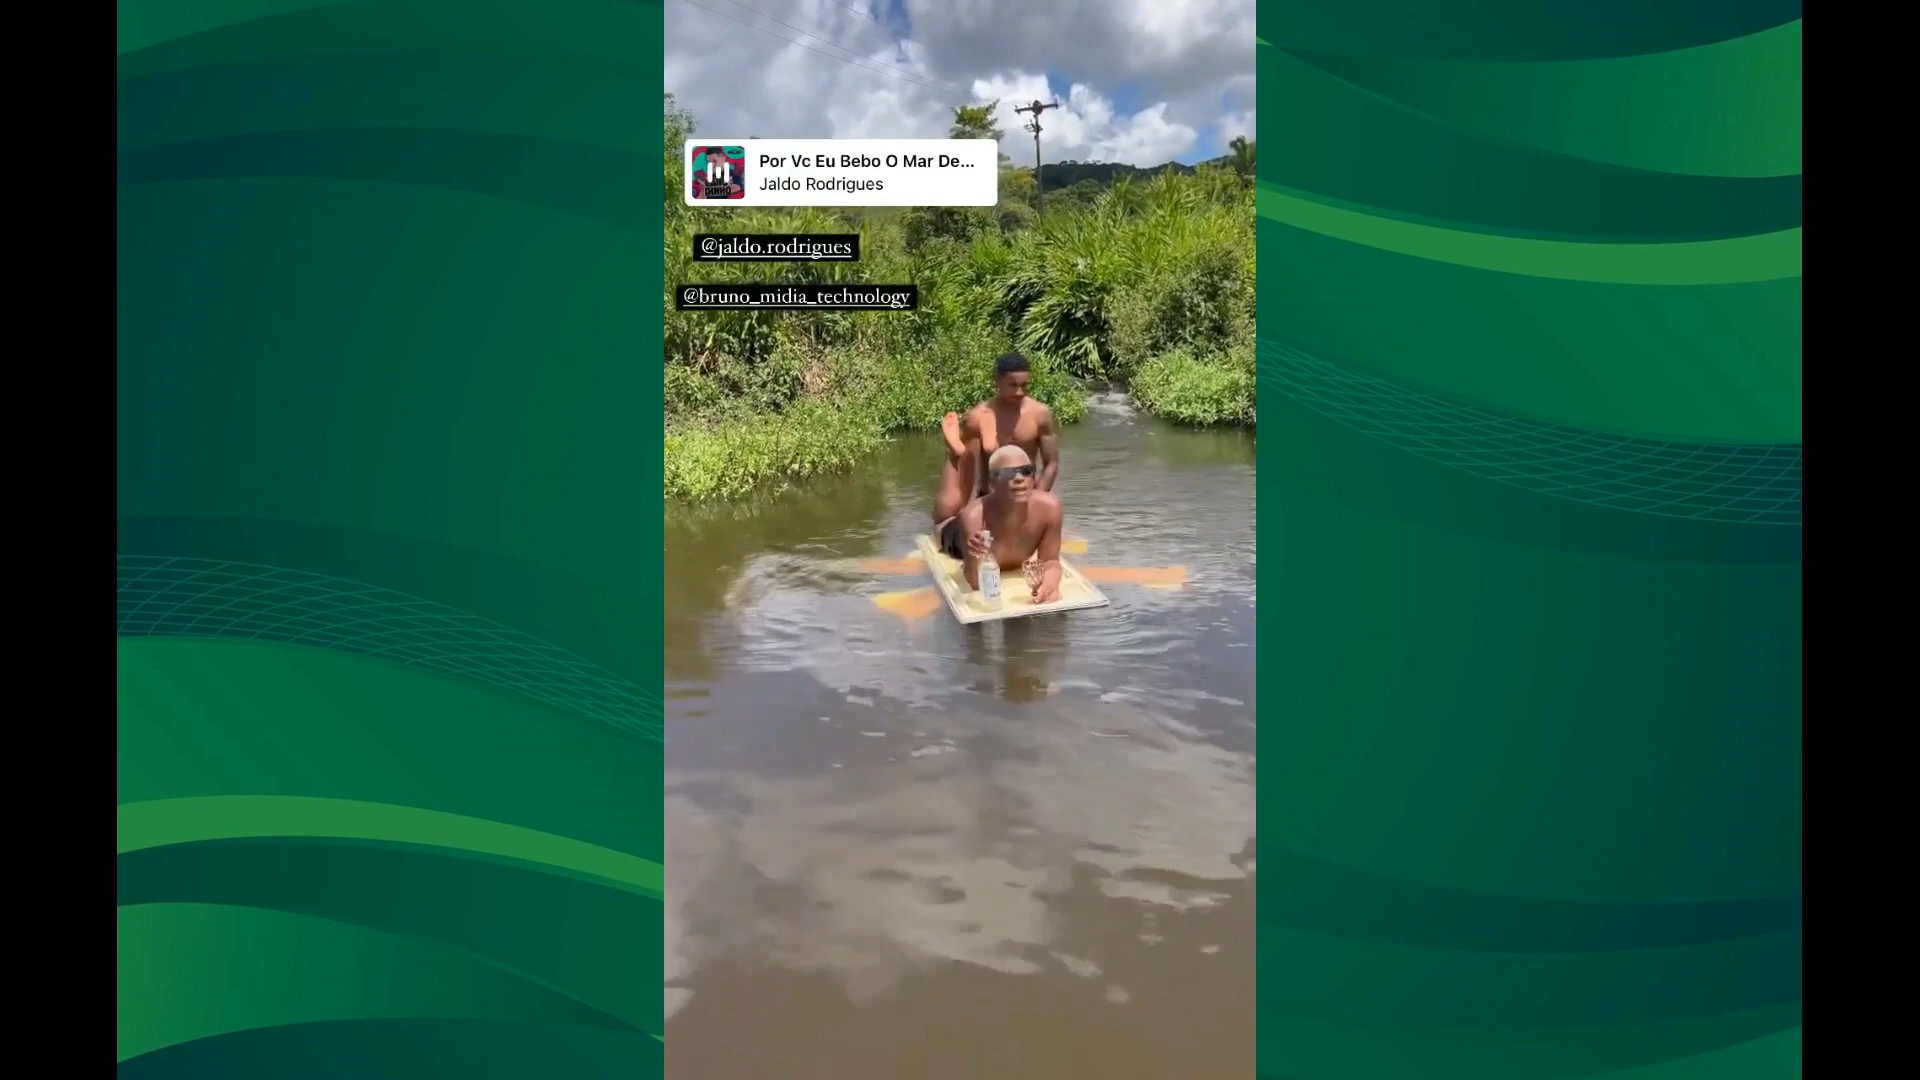 Por Vc Eu Bebo O Mar De...
Jaldo Rodrigues
@jaldo.rodrigues
@bruno_midia_technology